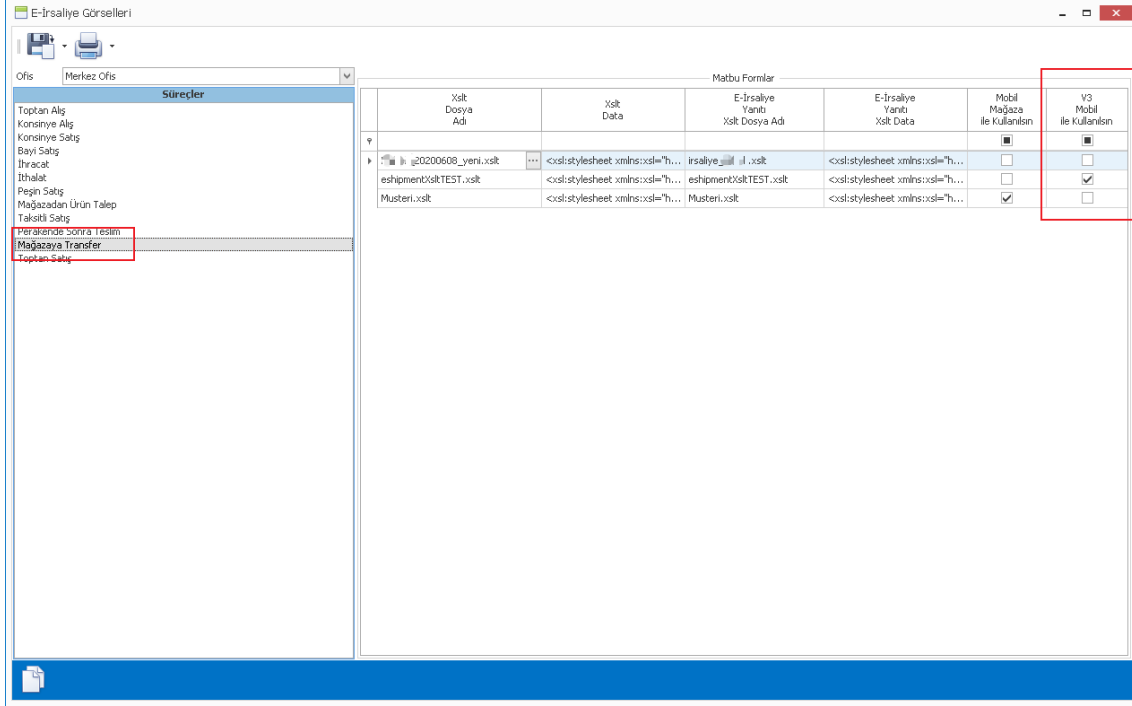 E-İrsaliye Görselleri
Ofis
Merkez Ofis
Süreçler
Toptan Alış
Konsinye Alış
Konsinye Satış
Bayi Satış
İhracat
İthalat
Peşin Satış
Mağazadan Ürün Talep
Taksitli Satış
Perakende Sonra Teslim
Mağazaya Transfer
Toptan Satış
Matbu Formlar
Xslt
Dosya
Adı
Xslt
Data
E-İrsaliye
Yanıtı
Xslt Dosya Adı
E-İrsaliye
Yanıtı
Xslt Data
Mobil
Mağaza
ile Kullanılsın
V3
Mobil
ile Kullanılsın
20200608_yeni.xslt ... <xsl:stylesheet xmlns:xsl="h... irsaliye_ .xslt <xsl:stylesheet xmlns:xsl="h...
eshipmentXsltTEST.xslt <xsl:stylesheet xmlns:xsl="h... eshipmentXsltTEST.xslt <xsl:stylesheet xmlns:xsl="h...
Musteri.xslt <xsl:stylesheet xmlns:xsl="h... Musteri.xslt <xsl:stylesheet xmlns:xsl="h...